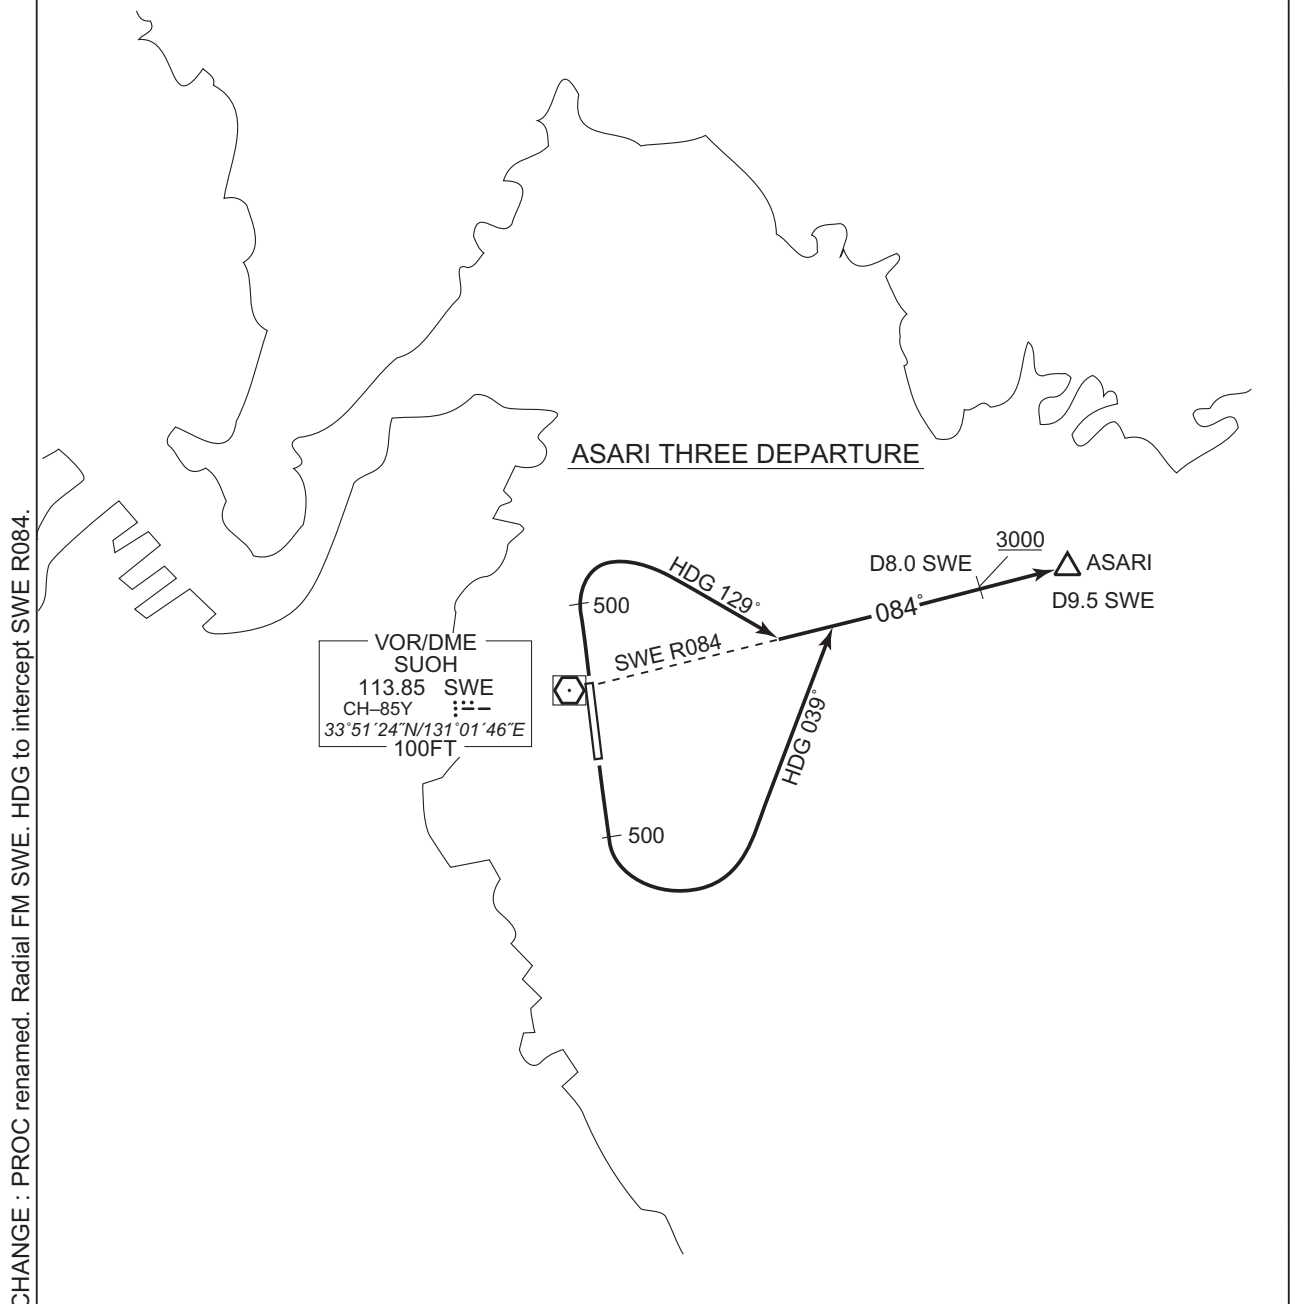 ASARI THREE DEPARTURE
3000
D8.0 SWE
ASARI
D9.5 SWE
HDG 129˚
084˚
500
SWE R084
VOR/DME
SUOH
113.85 SWE
CH–85Y
33˚51´24˝N/131˚01´46˝E
100FT
HDG 039˚
500
CHANGE : PROC renamed. Radial FM SWE. HDG to intercept SWE R084.